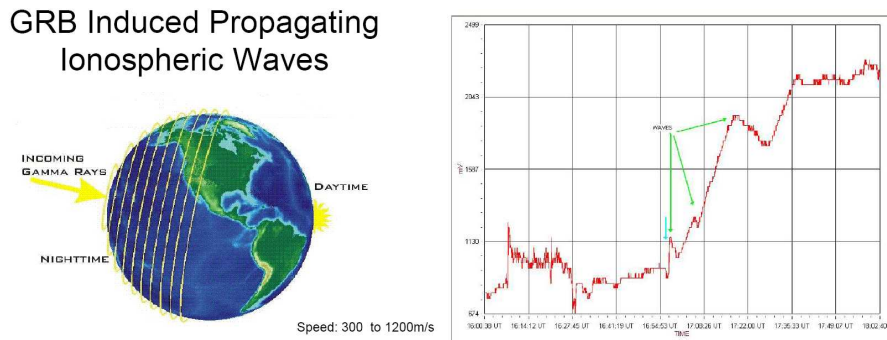 GRB Induced Propagating
Ionospheric Waves
INCOMING
GAMMA RAYS
DAYTIME
NIGHTTIME
Speed: 300 to 1200m/s
2499
2043
1587
1130
674
mV
WAVES
16:00:38 UT 16:14:12 UT 16:27:45 UT 16:41:19 UT 16:54:53 UT 17:08:26 UT 17:22:00 UT 17:35:33 UT 17:49:07 UT 18:02:40
TIME